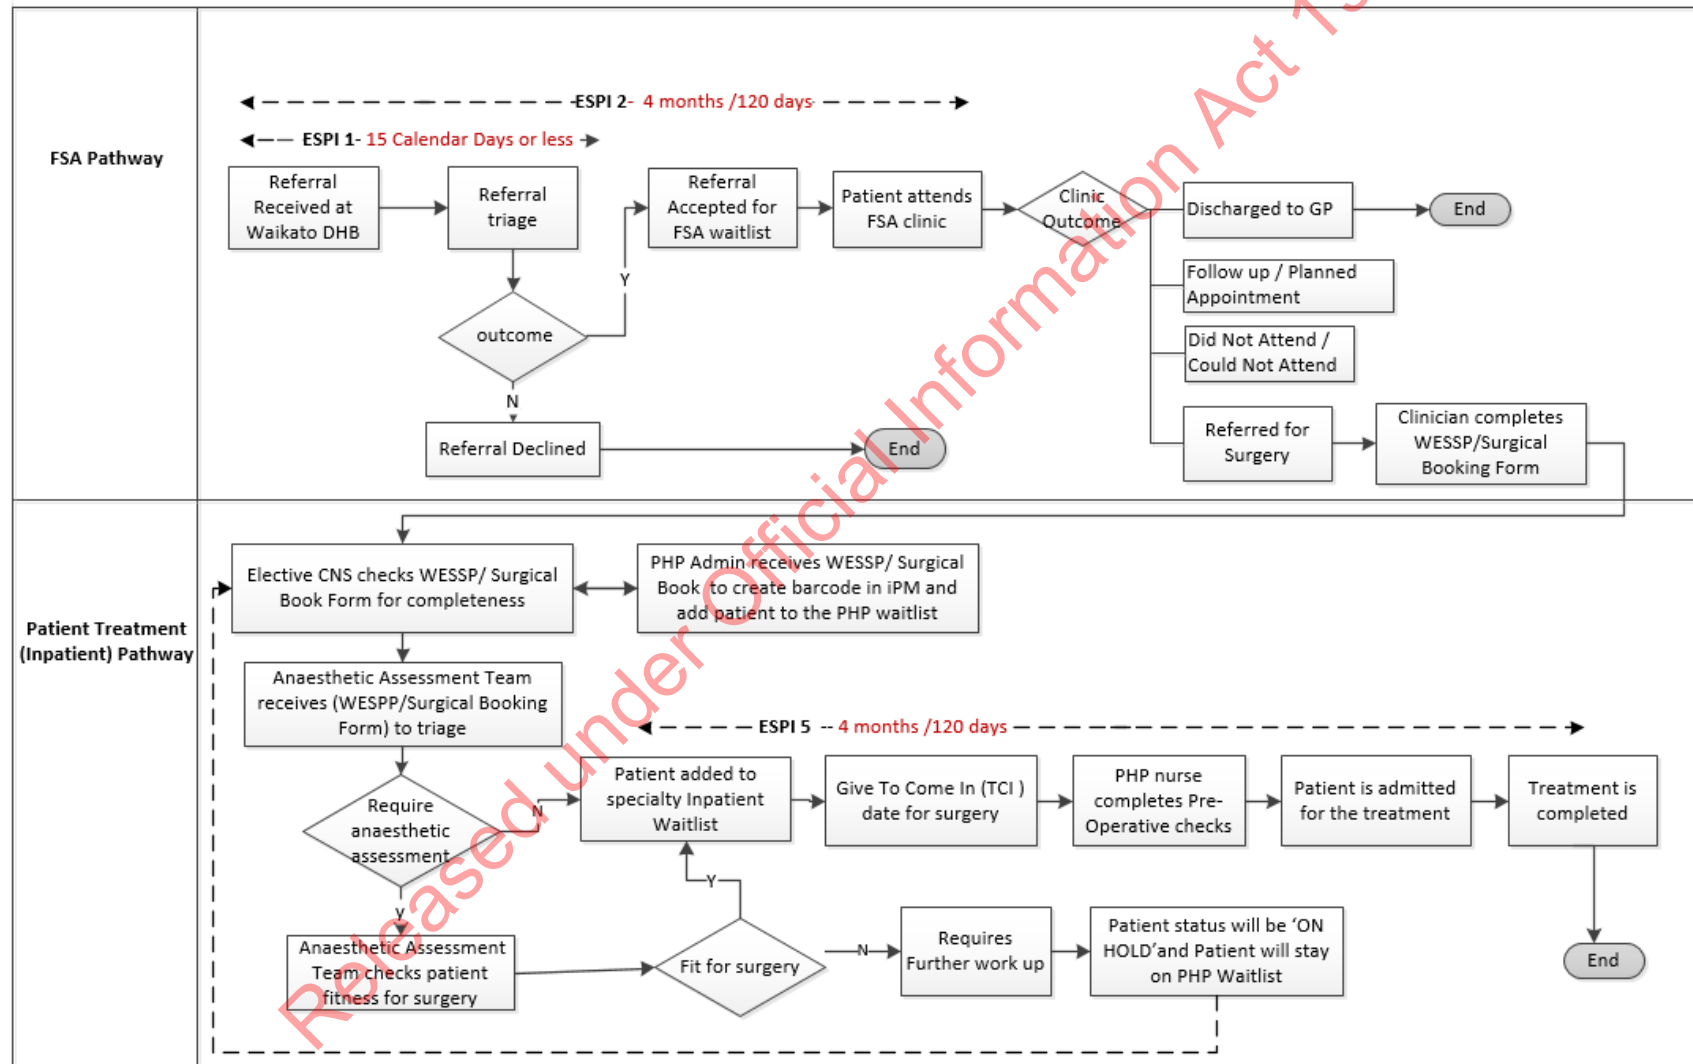 FSA Pathway
ESPI 2- 4 months /120 days
ESPI 1- 15 Calendar Days or less
Referral
Received at
Waikato DHB
Referral
triage
outcome
Y
N
Referral Declined
End
Referral
Accepted for
FSA waitlist
Patient attends
FSA clinic
Clinic
Outcome
Discharged to GP
End
Follow up / Planned
Appointment
Did Not Attend /
Could Not Attend
Referred for
Surgery
Clinician completes
WESSP/Surgical
Booking Form
Patient Treatment
(Inpatient) Pathway
Elective CNS checks WESSP/ Surgical
Book Form for completeness
PHP Admin receives WESSP/ Surgical
Book to create barcode in iPM and
add patient to the PHP waitlist
Anaesthetic Assessment Team
receives (WESPP/Surgical Booking
Form) to triage
Require
anaesthetic
assessment
N
Y
ESPI 5 -- 4 months /120 days
Patient added to
specialty Inpatient
Waitlist
Give To Come In (TCI )
date for surgery
PHP nurse
completes Pre-
Operative checks
Patient is admitted
for the treatment
Treatment is
completed
End
Anaesthetic Assessment
Team checks patient
fitness for surgery
Fit for surgery
Y
N
Requires
Further work up
Patient status will be 'ON
HOLD'and Patient will stay
on PHP Waitlist
Released under Official Information Act